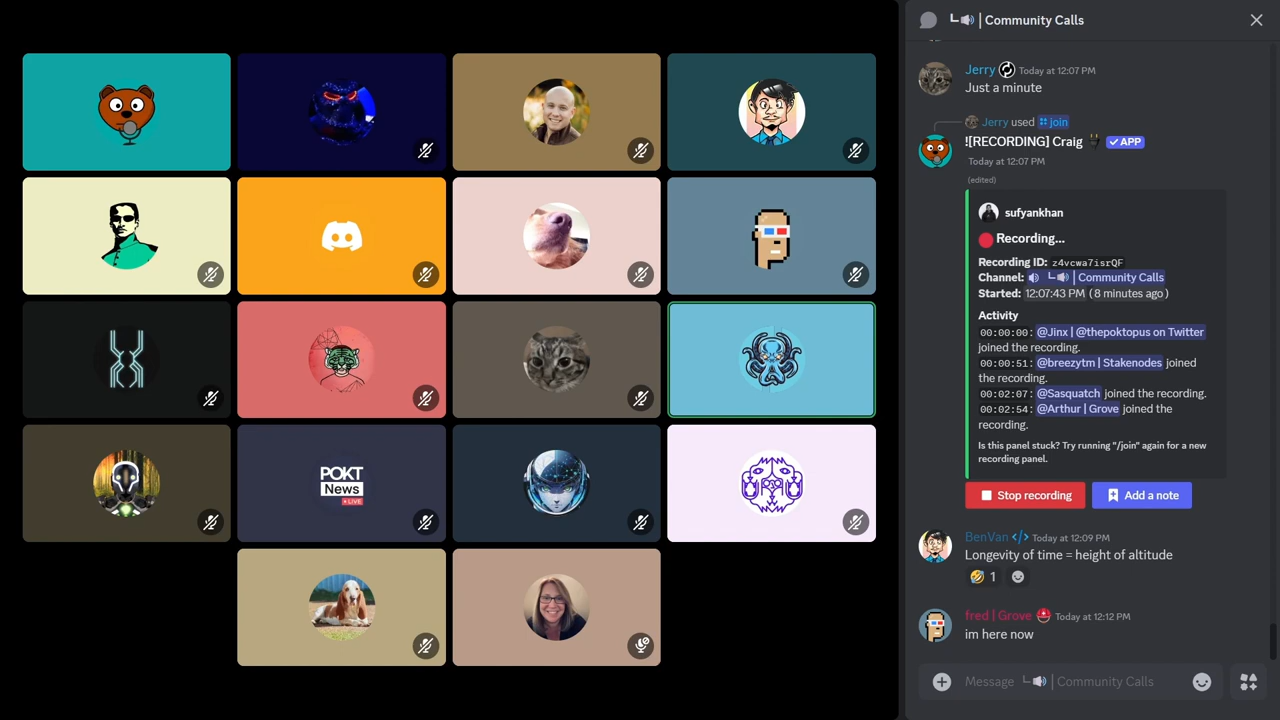 Community Calls
Jerry Today at 12:07 PM
Just a minute
Jerry used join
![RECORDING] Craig APP
Today at 12:07 PM
(edited)
sufyankhan
Recording...
Recording ID: z4vcwa7isrQF
Channel: Community Calls
Started: 12:07:43 PM (8 minutes ago)
Activity
00:00:00: @Jinx | @thepoktopus on Twitter
joined the recording.
00:00:51: @breezytm | Stakenodes joined
the recording.
00:02:07: @Sasquatch joined the recording.
00:02:54: @Arthur | Grove joined the
recording.
Is this panel stuck? Try running "/join" again for a new
recording panel.
Stop recording Add a note
BenVan </> Today at 12:09 PM
Longevity of time = height of altitude
1
fred | Grove Today at 12:12 PM
im here now
Message Community Calls
POKT
News
LIVE